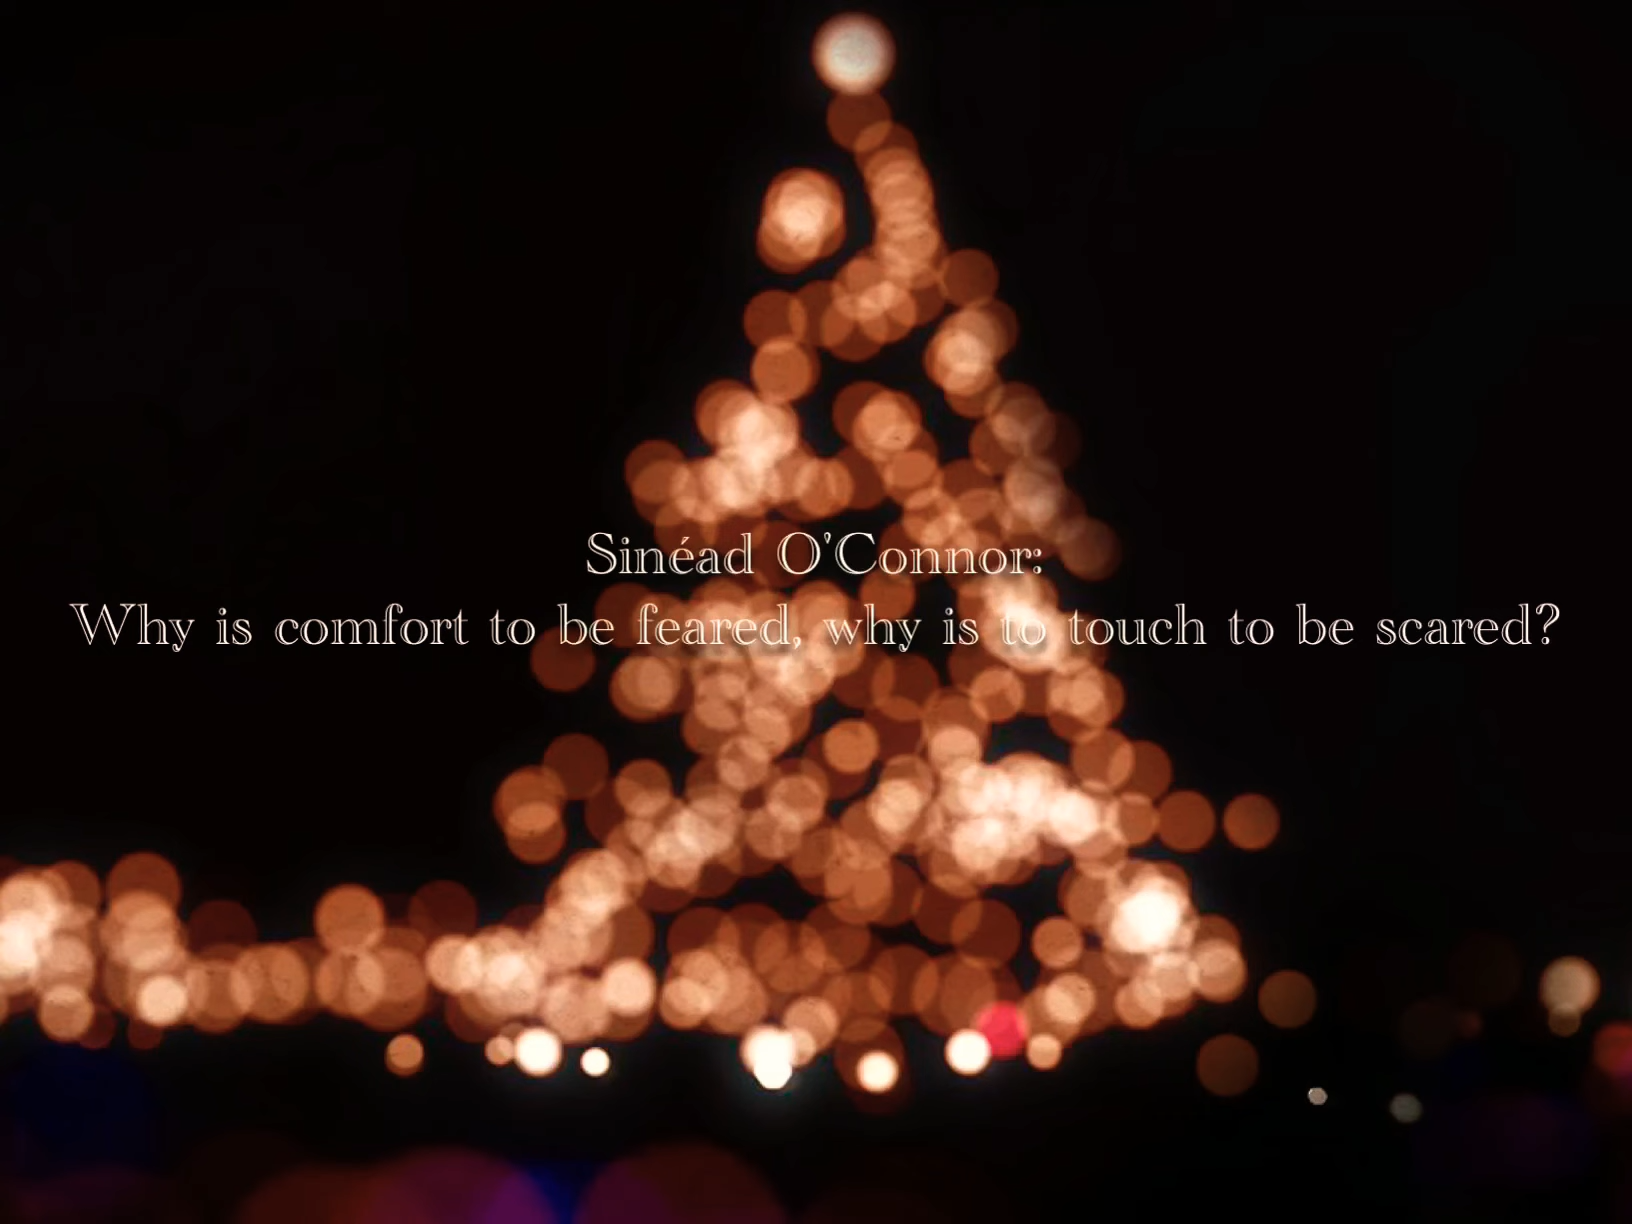 Sinéad O'Connor:
Why is comfort to be feared, why is to touch to be scared?